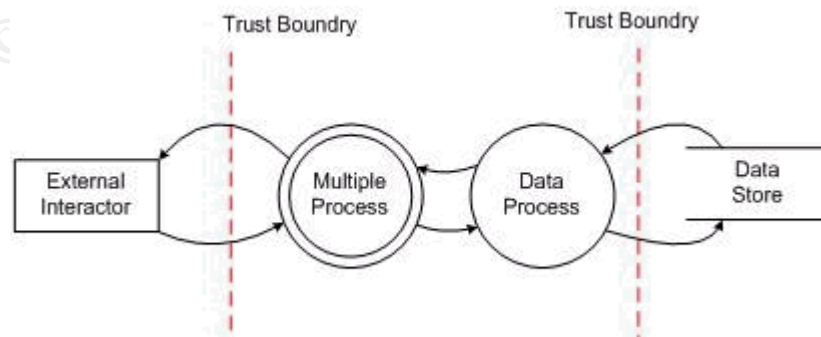 Trust Boundry
Trust Boundry
External
Interactor
Multiple
Process
Data
Process
Data
Store